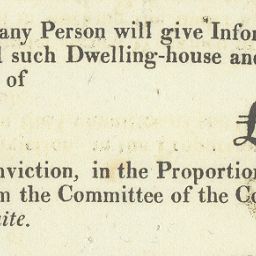 any Person will give Infor
such Dwelling-house and
of
£
nviction, in the Proportion
m the Committee of the Co
ite.